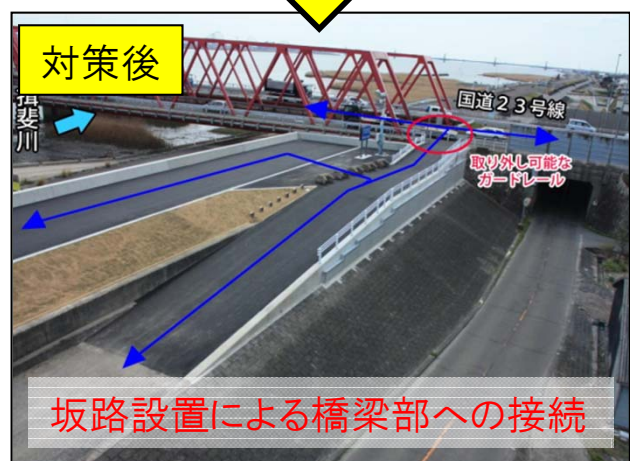 対策後
揖斐川
国道23号線
取り外し可能な
ガードレール
坂路設置による橋梁部への接続